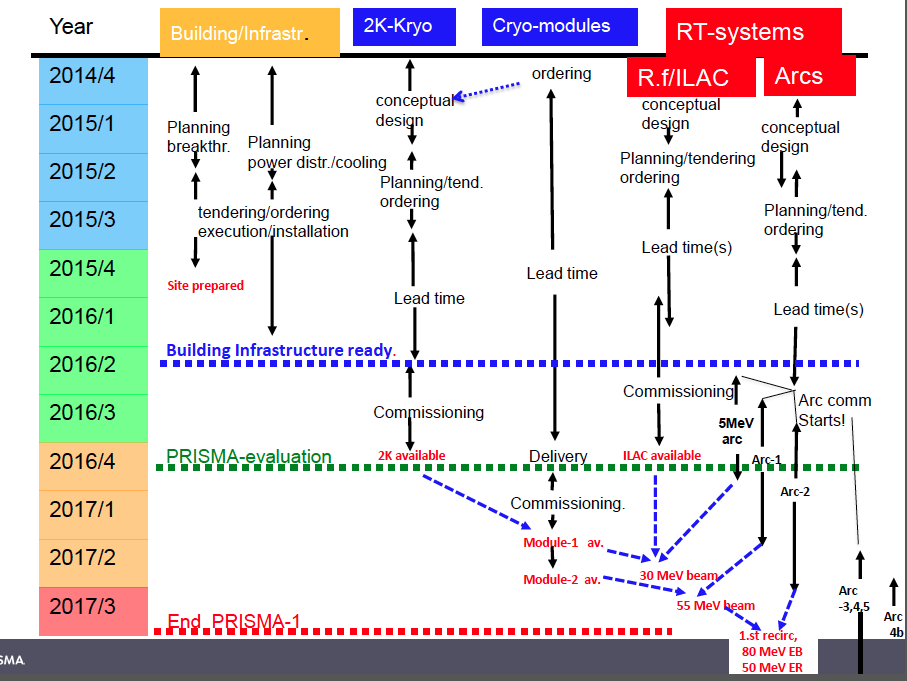 Year
Building/Infrastr.
2K-Kryo
Cryo-modules
RT-systems
R.f/ILAC
Arcs
2014/4
2015/1
2015/2
2015/3
2015/4
2016/1
2016/2
2016/3
2016/4
2017/1
2017/2
2017/3
Planning
breakthr.
Planning
power distr./cooling
tendering/ordering
execution/installation
Site prepared
conceptual
design
Planning/tend.
ordering
Lead time
Commissioning
2K available
ordering
Lead time
Delivery
Commissioning.
Module-1 av.
Module-2 av.
conceptual
design
Planning/tendering
ordering
Lead time(s)
Commissioning
ILAC available
conceptual
design
Planning/tend.
ordering
Lead time(s)
Arc comm
Starts!
5MeV
arc
Arc-1
Arc-2
Arc
-3,4,5
Arc
4b
Building Infrastructure ready.
PRISMA-evaluation
30 MeV beam
55 MeV beam
End PRISMA-1
1.st recirc,
80 MeV EB
50 MeV ER
SMA